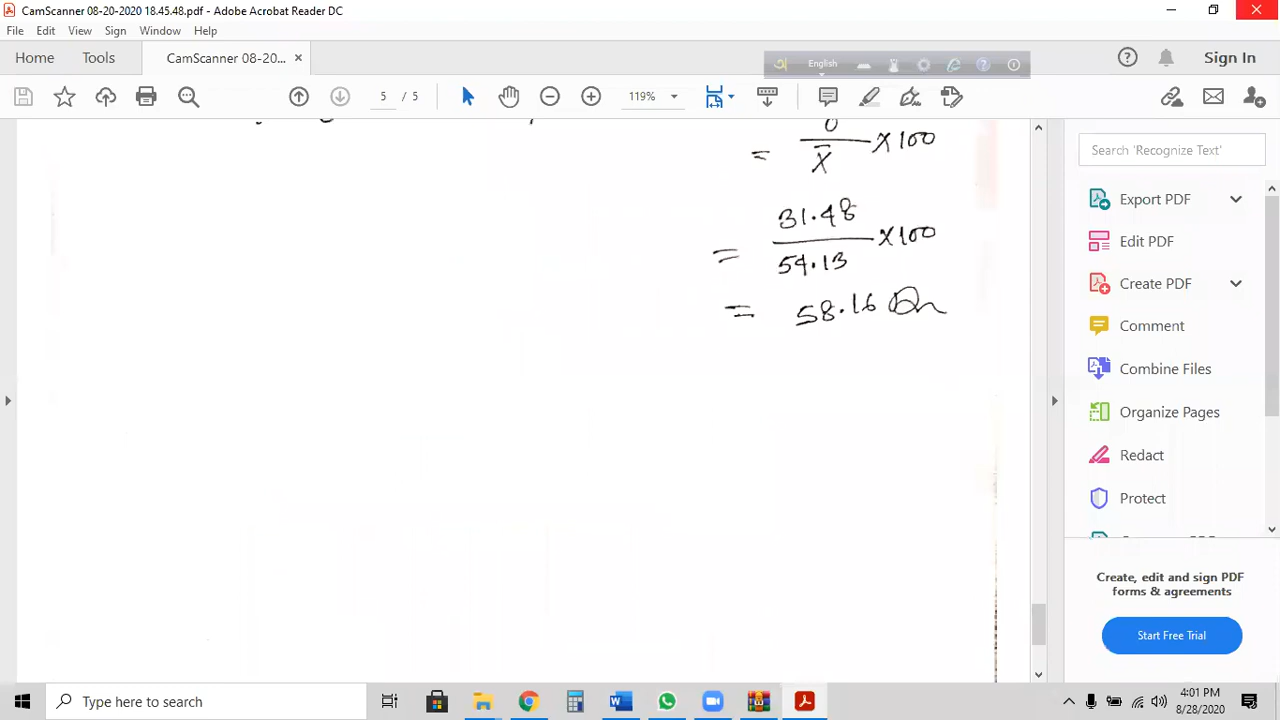 CamScanner 08-20-2020 18.45.48.pdf - Adobe Acrobat Reader DC
File Edit View Sign Window Help
Home Tools CamScanner 08-20... × English Sign In
5 / 5 119%
= σ/X̄ × 100
= 31.48/54.13 × 100
= 58.16
Search 'Recognize Text'
Export PDF
Edit PDF
Create PDF
Comment
Combine Files
Organize Pages
Redact
Protect
Create, edit and sign PDF
forms & agreements
Start Free Trial
Type here to search
4:01 PM
8/28/2020